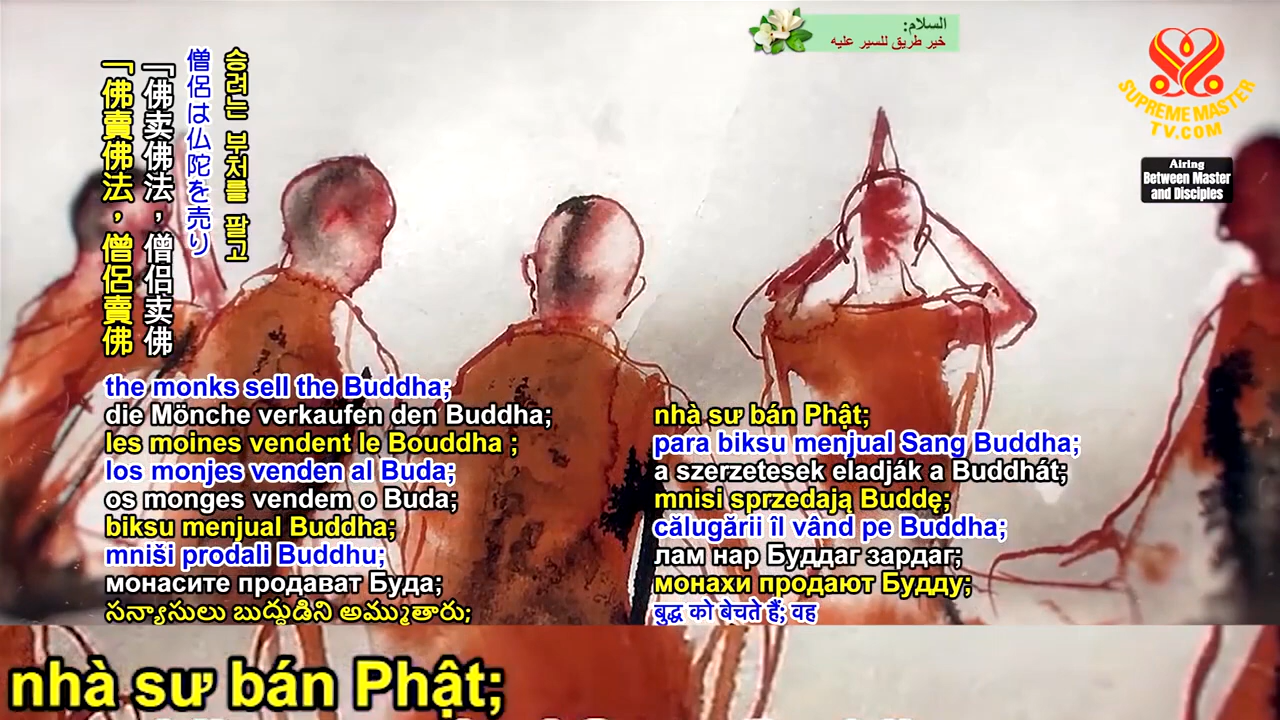 السلام:
خير طريق للسير عليه
SUPREME MASTER
TV.COM
Airing
Between Master
and Disciples
승려는 부처를 팔고
僧侶は仏陀を売り
「佛卖佛法，僧侣卖佛
「佛賣佛法，僧侶賣佛
the monks sell the Buddha;
die Mönche verkaufen den Buddha;
les moines vendent le Bouddha ;
los monjes venden al Buda;
os monges vendem o Buda;
biksu menjual Buddha;
mniši prodali Buddhu;
монасите продават Буда;
సన్యాసులు బుద్ధుడిని అమ్ముతారు;
nhà sư bán Phật;
para biksu menjual Sang Buddha;
a szerzetesek eladják a Buddhát;
mnisi sprzedają Buddę;
călugării îl vând pe Buddha;
лам нар Буддаг зардаг;
монахи продают Будду;
बुद्ध को बेचते हैं; वह
nhà sư bán Phật;